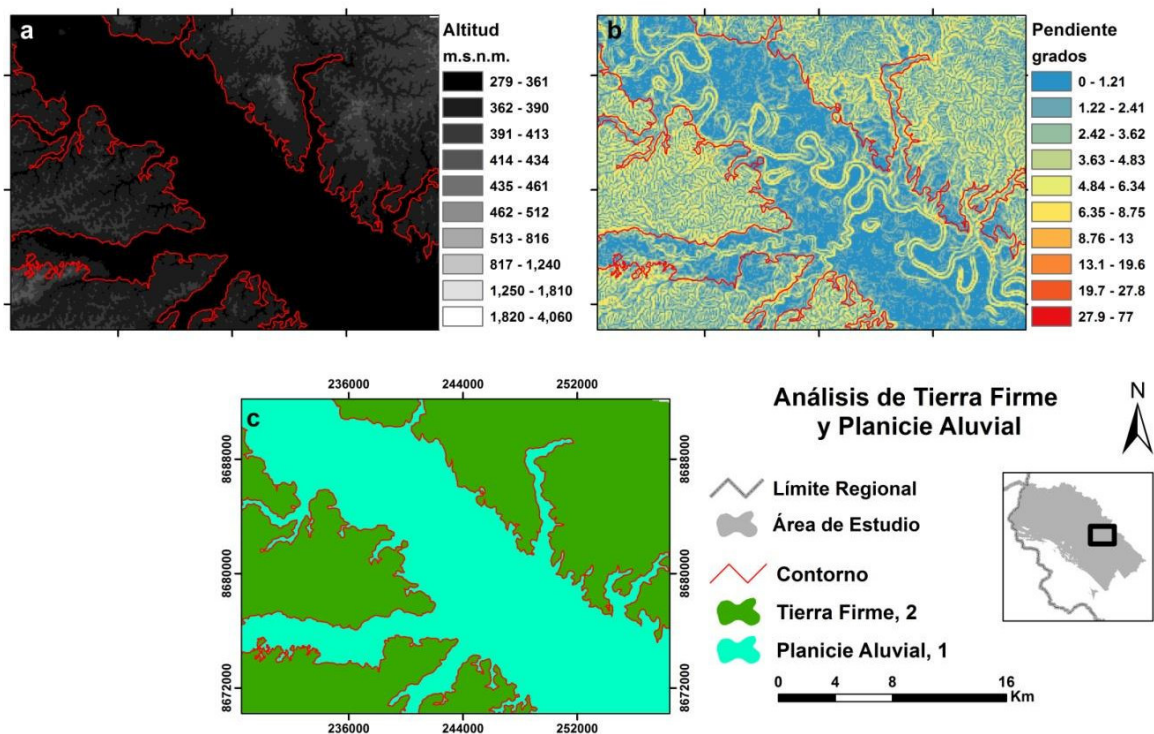 a
Altitud
m.s.n.m.
279 - 361
362 - 390
391 - 413
414 - 434
435 - 461
462 - 512
513 - 816
817 - 1,240
1,250 - 1,810
1,820 - 4,060
b
Pendiente
grados
0 - 1.21
1.22 - 2.41
2.42 - 3.62
3.63 - 4.83
4.84 - 6.34
6.35 - 8.75
8.76 - 13
13.1 - 19.6
19.7 - 27.8
27.9 - 77
236000 244000 252000
c
8688000
8680000
8672000
8688000
8680000
8672000
236000 244000 252000
Análisis de Tierra Firme
y Planicie Aluvial
N
Límite Regional
Área de Estudio
Contorno
Tierra Firme, 2
Planicie Aluvial, 1
0 4 8 16
Km